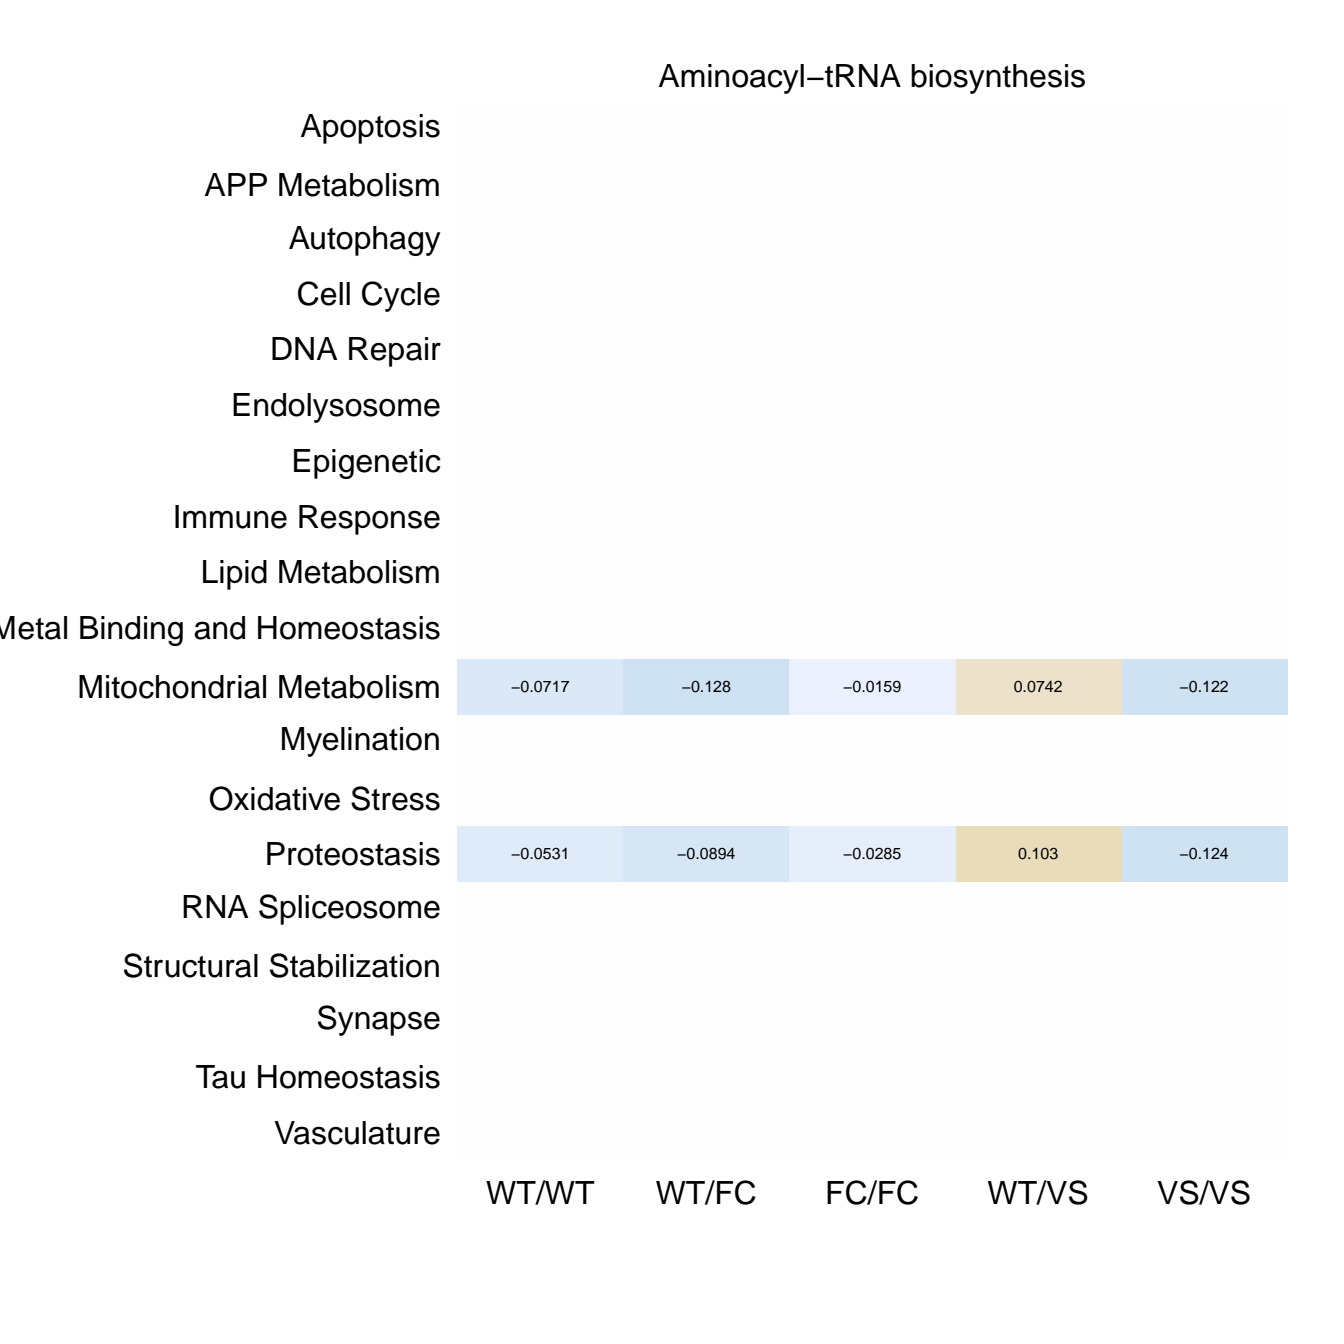 Aminoacyl−tRNA biosynthesis
Apoptosis
APP Metabolism
Autophagy
Cell Cycle
DNA Repair
Endolysosome
Epigenetic
Immune Response
Lipid Metabolism
Metal Binding and Homeostasis
Mitochondrial Metabolism −0.0717 −0.128 −0.0159 0.0742 −0.122
Myelination
Oxidative Stress
Proteostasis −0.0531 −0.0894 −0.0285 0.103 −0.124
RNA Spliceosome
Structural Stabilization
Synapse
Tau Homeostasis
Vasculature
WT/WT WT/FC FC/FC WT/VS VS/VS